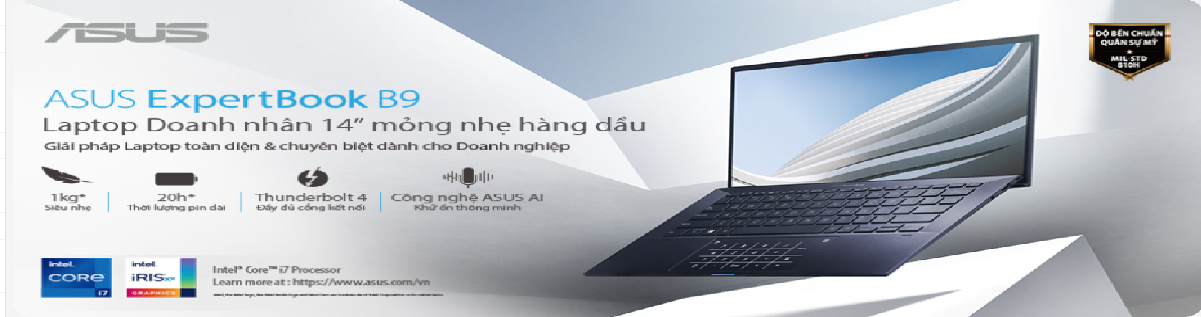 ASUS
ĐỘ BỀN CHUẨN
QUÂN SỰ MỸ
MIL-STD
810H
ASUS ExpertBook B9
Laptop Doanh nhân 14” mỏng nhẹ hàng đầu
Giải pháp Laptop toàn diện & chuyên biệt dành cho Doanh nghiệp
1kg*
Siêu nhẹ
20h*
Thời lượng pin dài
Thunderbolt 4
Đầy đủ cổng kết nối
Công nghệ ASUS AI
Khử ồn thông minh
intel.
CORE
i7
intel.
iRIS Xe
GRAPHICS
Intel® Core™ i7 Processor
Learn more at : https://www.asus.com/vn